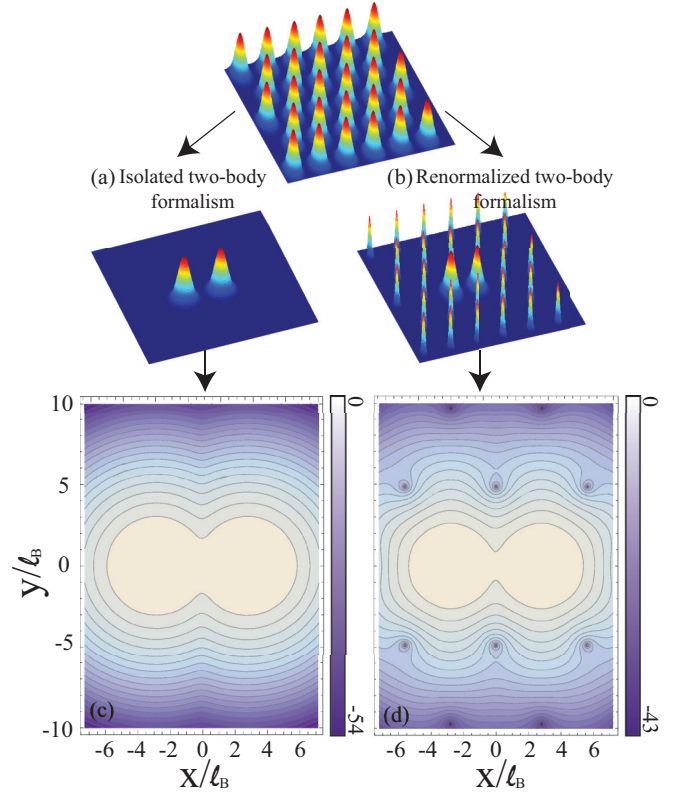 (a) Isolated two-body
formalism
(b) Renormalized two-body
formalism
10
5
0
-5
-10
y/ℓB
(c)
-6 -4 -2 0 2 4 6
x/ℓB
0
-54
(d)
-6 -4 -2 0 2 4 6
x/ℓB
0
-43